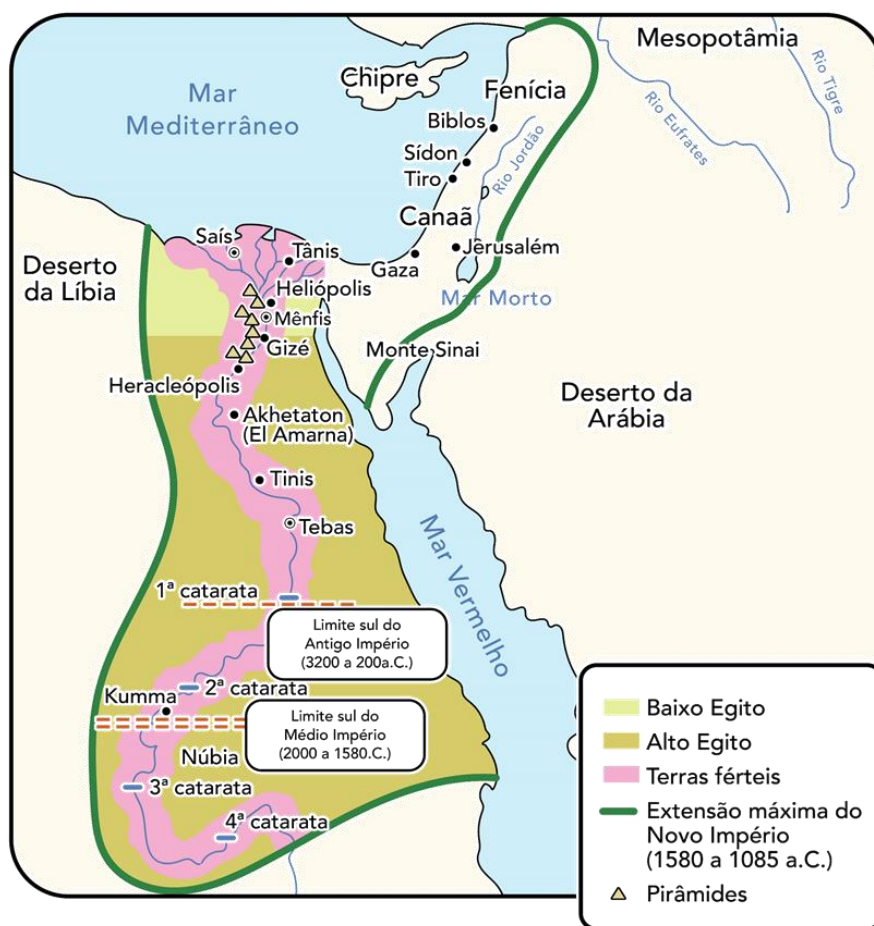 Mesopotâmia
Chipre
Rio Tigre
Mar
Mediterrâneo
Fenícia
Rio Eufrates
Biblos
Sídon
Rio Jordão
Tiro
Canaã
Saís
Tânis
Jerusalém
Gaza
Deserto
da Líbia
Heliópolis
Mar Morto
Mênfis
Gizé
Monte Sinai
Heracleópolis
Deserto da
Arábia
Akhetaton
(El Amarna)
Tinis
Tebas
Mar Vermelho
1ª catarata
Limite sul do
Antigo Império
(3200 a 200a.C.)
2ª catarata
Kumma
Limite sul do
Médio Império
(2000 a 1580.C.)
Núbia
3ª catarata
4ª catarata
Baixo Egito
Alto Egito
Terras férteis
Extensão máxima do
Novo Império
(1580 a 1085 a.C.)
Pirâmides